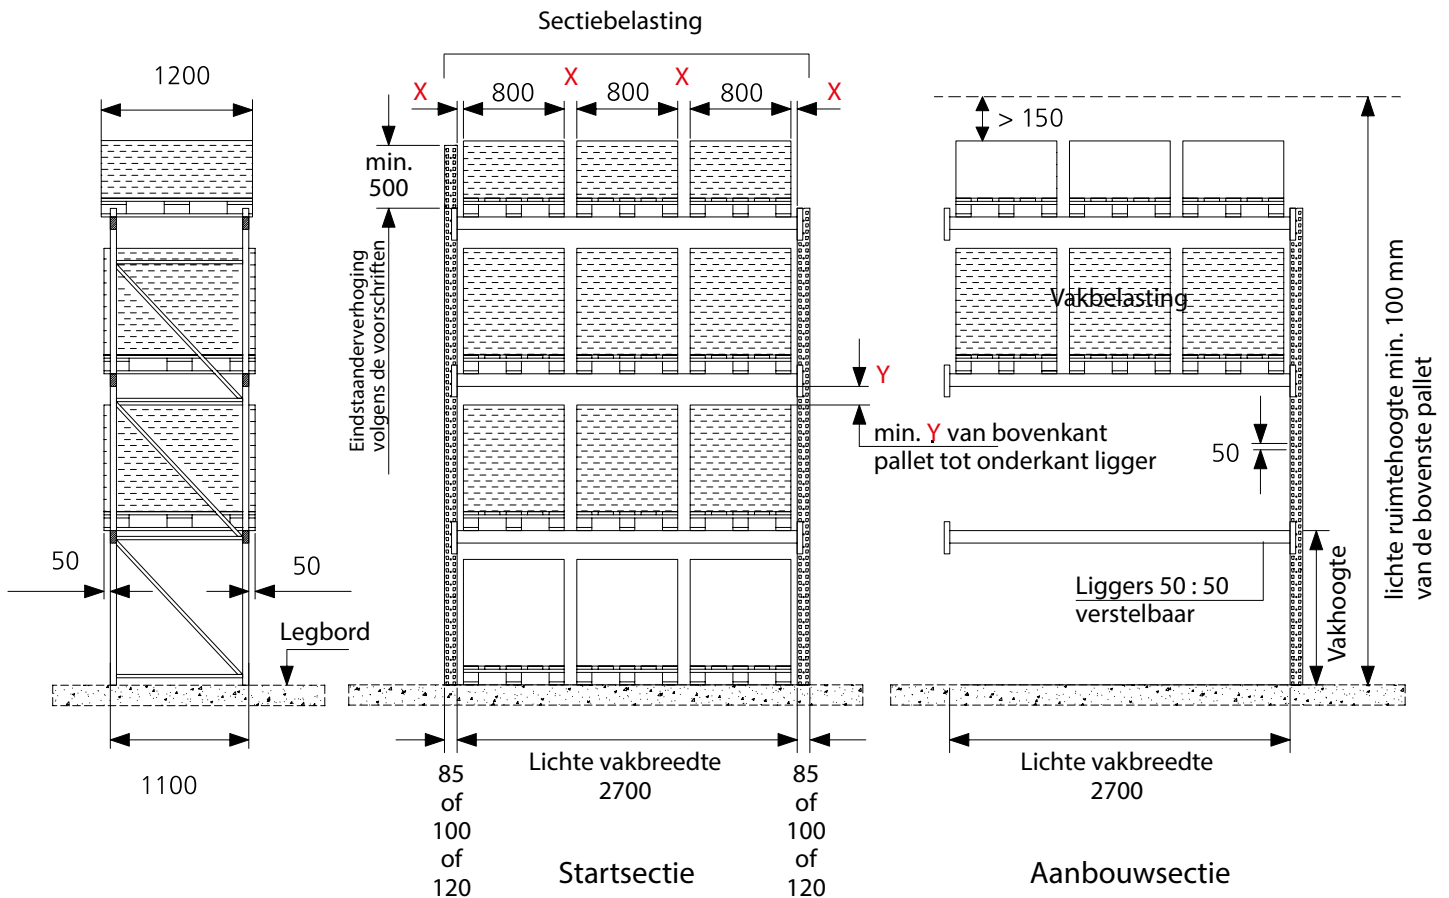 Sectiebelasting
1200
X
800
X
800
X
800
X
> 150
min.
500
Eindstaanderverhoging
volgens de voorschriften
Vakbelasting
Y
min. Y van bovenkant
pallet tot onderkant ligger
50
lichte ruimtehoogte min. 100 mm
van de bovenste pallet
50
50
Legbord
Liggers 50 : 50
verstelbaar
Vakhoogte
1100
85
of
100
of
120
Lichte vakbreedte
2700
85
of
100
of
120
Lichte vakbreedte
2700
Startsectie
Aanbouwsectie